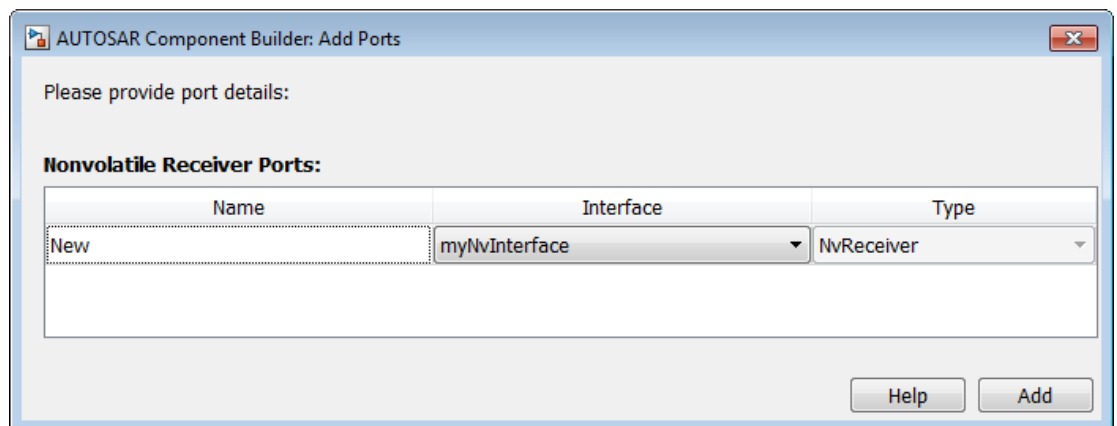 AUTOSAR Component Builder: Add Ports
Please provide port details:
Nonvolatile Receiver Ports:
Name Interface Type
New myNvInterface NvReceiver
Help Add